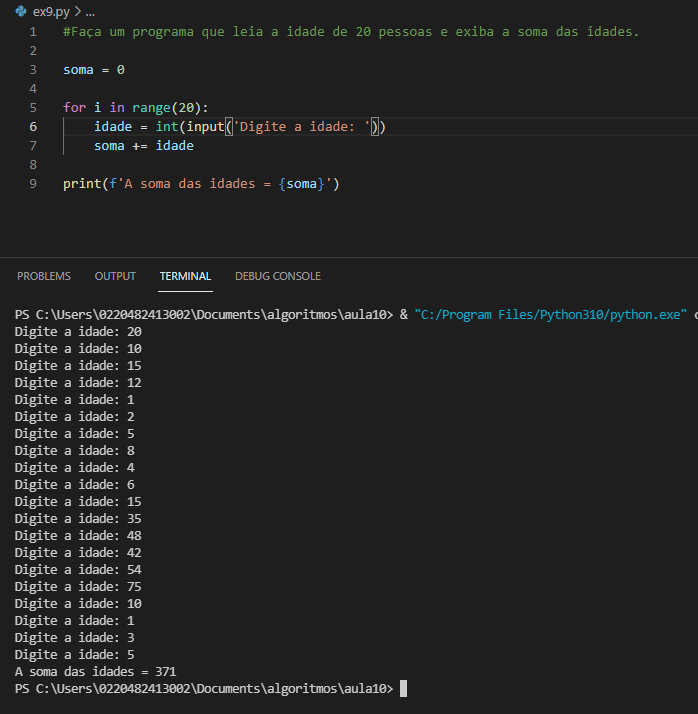 ex9.py > ...
1 #Faça um programa que leia a idade de 20 pessoas e exiba a soma das idades.
2
3 soma = 0
4
5 for i in range(20):
6     idade = int(input('Digite a idade: '))
7     soma += idade
8
9 print(f'A soma das idades = {soma}')
PROBLEMS OUTPUT TERMINAL DEBUG CONSOLE
PS C:\Users\0220482413002\Documents\algoritmos\aula10> & "C:/Program Files/Python310/python.exe" c
Digite a idade: 20
Digite a idade: 10
Digite a idade: 15
Digite a idade: 12
Digite a idade: 1
Digite a idade: 2
Digite a idade: 5
Digite a idade: 8
Digite a idade: 4
Digite a idade: 6
Digite a idade: 15
Digite a idade: 35
Digite a idade: 48
Digite a idade: 42
Digite a idade: 54
Digite a idade: 75
Digite a idade: 10
Digite a idade: 1
Digite a idade: 3
Digite a idade: 5
A soma das idades = 371
PS C:\Users\0220482413002\Documents\algoritmos\aula10>